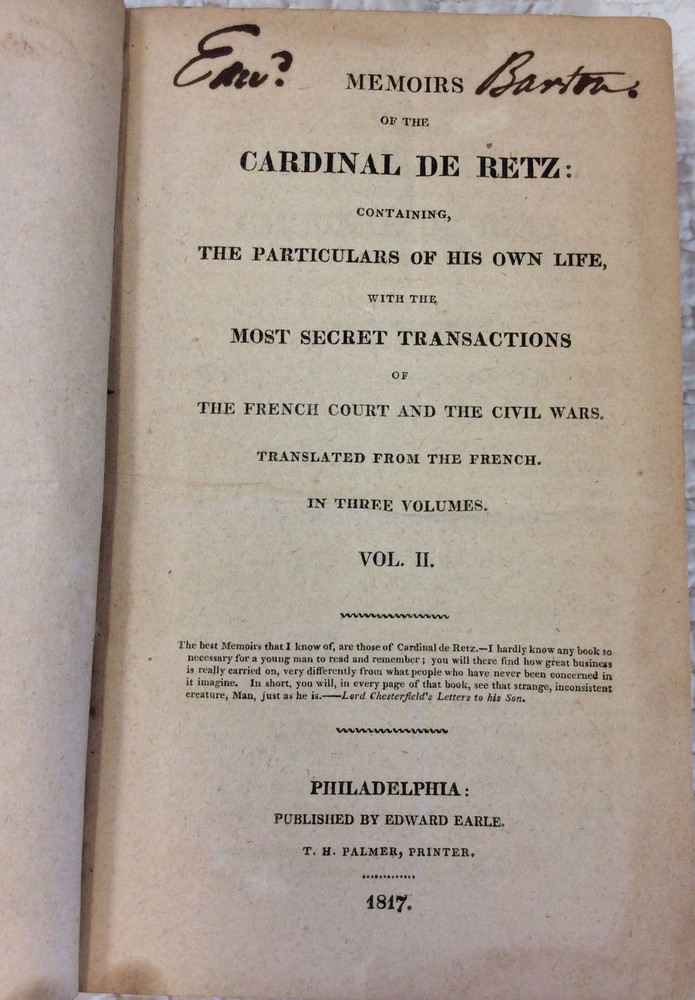 Edwd. Barton.
MEMOIRS
OF THE
CARDINAL DE RETZ:
CONTAINING,
THE PARTICULARS OF HIS OWN LIFE,
WITH THE
MOST SECRET TRANSACTIONS
OF
THE FRENCH COURT AND THE CIVIL WARS.
TRANSLATED FROM THE FRENCH.
IN THREE VOLUMES.
VOL. II.
The best Memoirs that I know of, are those of Cardinal de Retz.—I hardly know any book so
necessary for a young man to read and remember; you will there find how great business
is really carried on, very differently from what people who have never been concerned in
it imagine. In short, you will, in every page of that book, see that strange, inconsistent
creature, Man, just as he is.——Lord Chesterfield's Letters to his Son.
PHILADELPHIA:
PUBLISHED BY EDWARD EARLE.
T. H. PALMER, PRINTER.
1817.